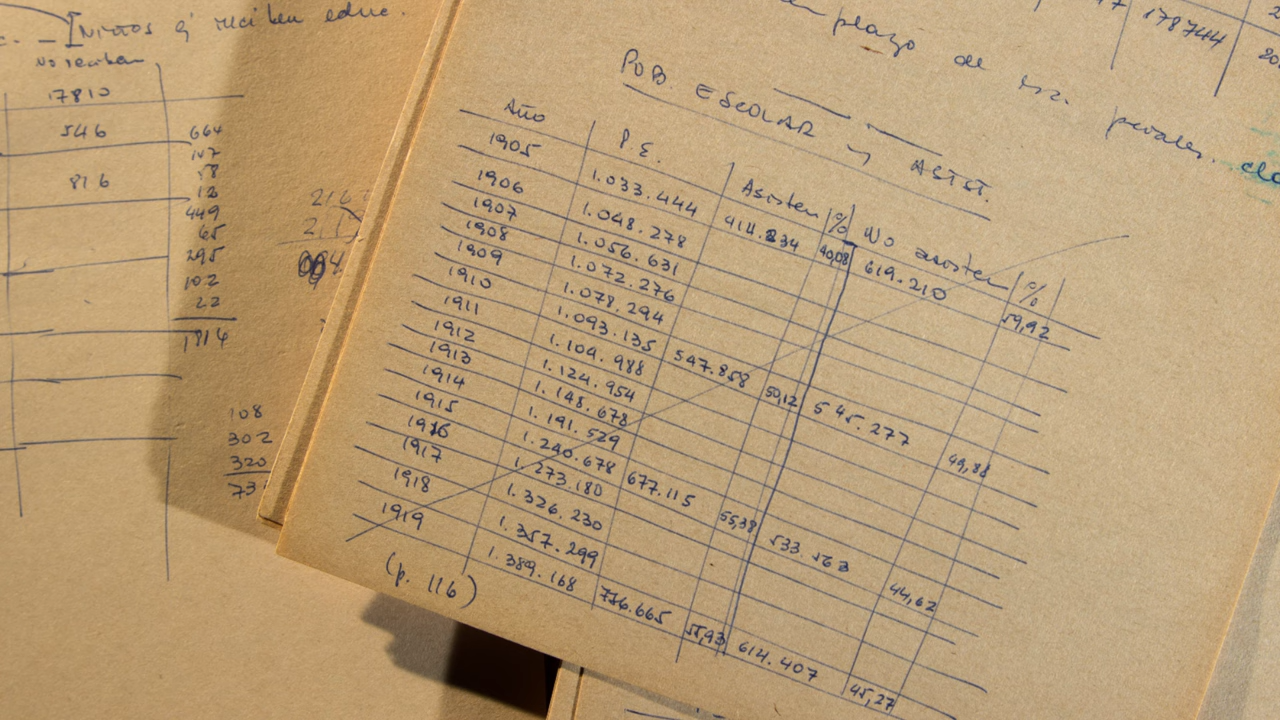 [Niños q' reciben educ.
No reciben
17810
546
816
664
147
58
12
449
65
295
102
22
1814
108
302
320
73
178744
plazo de
POB. ESCOLAR y ASIST.
Año P.E. Asisten % No asisten %
1905 1.033.444 414.234 40,08 619.210 59,92
1906 1.048.278
1907 1.056.631
1908 1.072.276
1909 1.078.294
1910 1.093.135 547.858 50,12 545.277 49,88
1911 1.109.988
1912 1.124.954
1913 1.148.678
1914 1.191.529
1915 1.240.678 677.115 55,38 533.563 44,62
1916 1.273.180
1917 1.326.230
1918 1.357.299
1919 1.389.168 776.665 55,93 614.407 45,27
(p. 116)